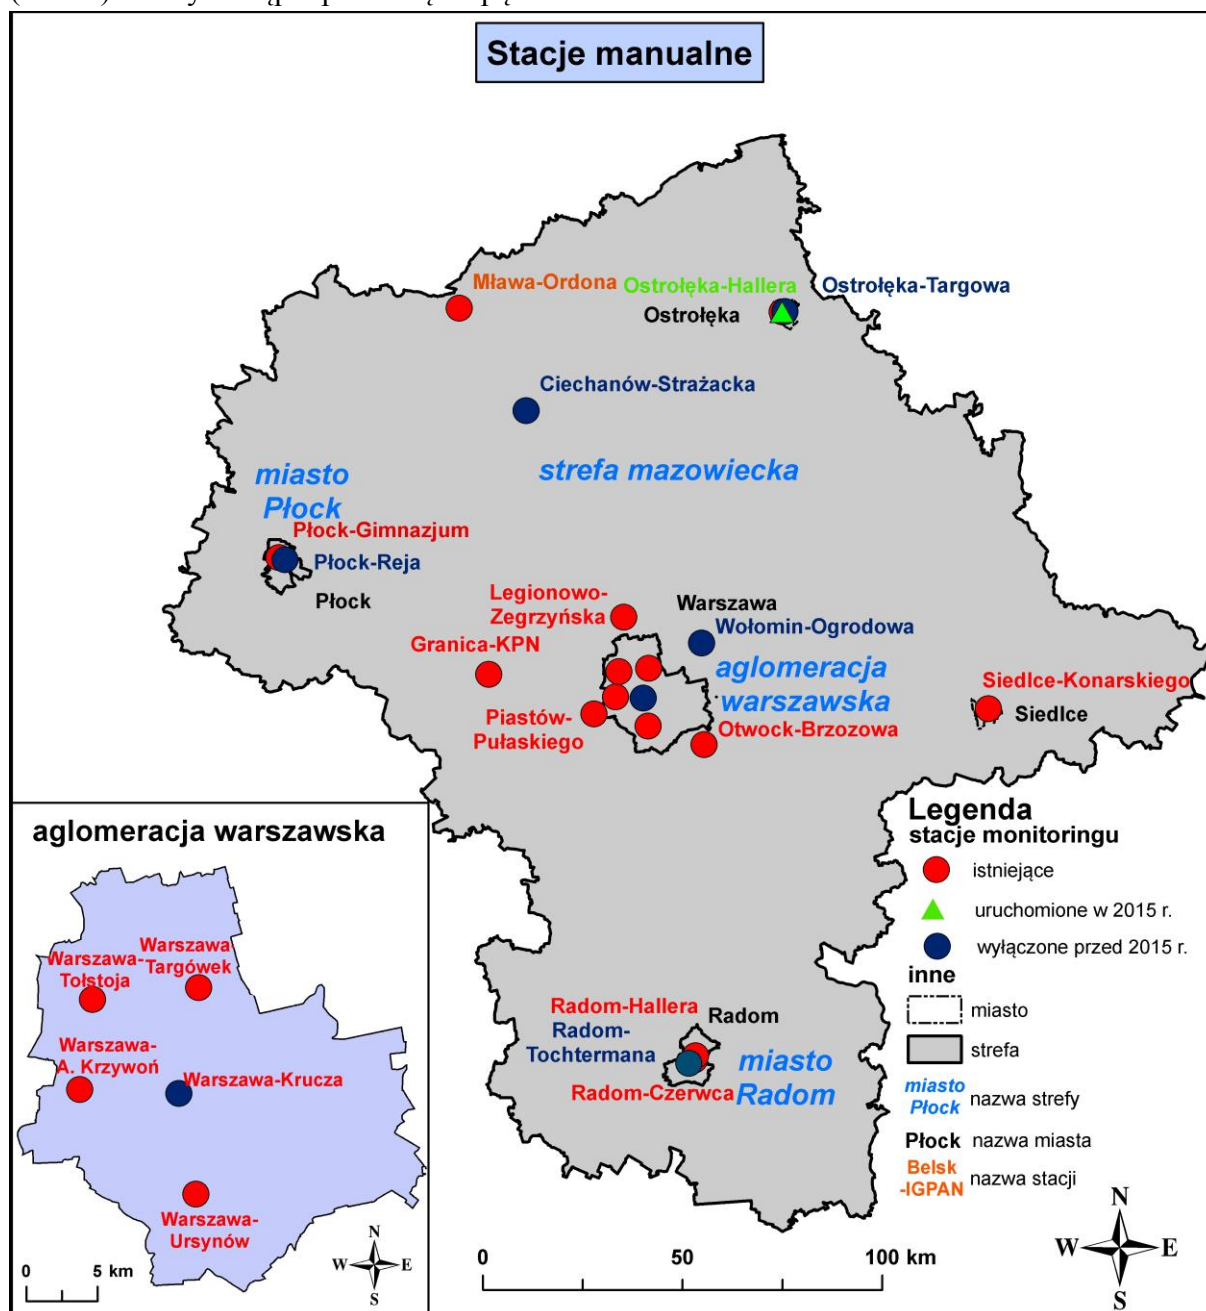 Stacje manualne
Mława-Ordona
Ostrołęka-Hallera
Ostrołęka-Targowa
Ostrołęka
Ciechanów-Strażacka
miasto
Płock
strefa mazowiecka
Płock-Gimnazjum
Płock-Reja
Płock
Legionowo-
Zegrzyńska
Warszawa
Wołomin-Ogrodowa
Granica-KPN
aglomeracja
warszawska
Siedlce-Konarskiego
Siedlce
Piastów-
Pułaskiego
Otwock-Brzozowa
Radom-Hallera
Radom
Radom-
Tochtermana
Radom-Czerwca
miasto
Radom
0 50 100 km
N
W E
S
aglomeracja warszawska
Warszawa-
Tołstoja
Warszawa
Targówek
Warszawa-
A. Krzywoń
Warszawa-Krucza
Warszawa-
Ursynów
0 5 km
N
W E
S
Legenda
stacje monitoringu
istniejące
uruchomione w 2015 r.
wyłączone przed 2015 r.
inne
miasto
strefa
miasto
Płock nazwa strefy
Płock nazwa miasta
Belsk
-IGPAN nazwa stacji